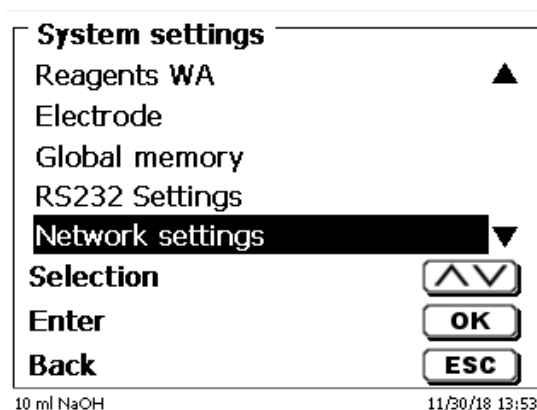 System settings
Reagents WA
Electrode
Global memory
RS232 Settings
Network settings
Selection
Enter OK
Back ESC
10 ml NaOH 11/30/18 13:53